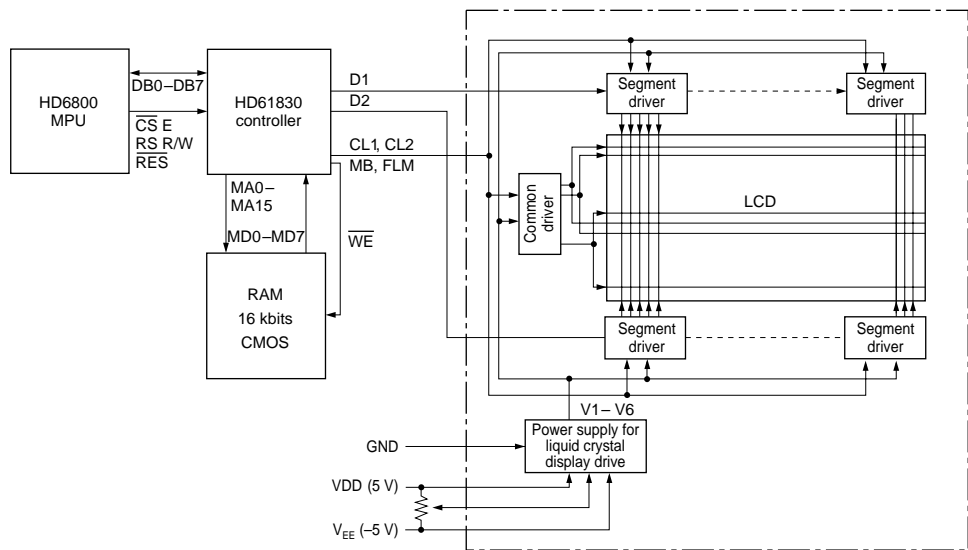 HD6800
MPU
DB0–DB7
CS E
RS R/W
RES
HD61830
controller
D1
D2
CL1, CL2
MB, FLM
MA0–
MA15
MD0–MD7
WE
RAM
16 kbits
CMOS
Segment
driver
Segment
driver
Common
driver
LCD
Segment
driver
Segment
driver
V1– V6
Power supply for
liquid crystal
display drive
GND
VDD (5 V)
VEE (–5 V)